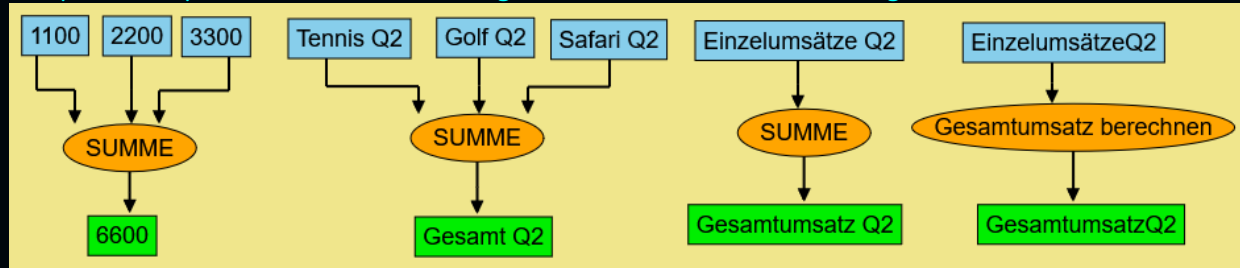 1100 2200 3300
SUMME
6600
Tennis Q2 Golf Q2 Safari Q2
SUMME
Gesamt Q2
Einzelumsätze Q2
SUMME
Gesamtumsatz Q2
EinzelumsätzeQ2
Gesamtumsatz berechnen
GesamtumsatzQ2